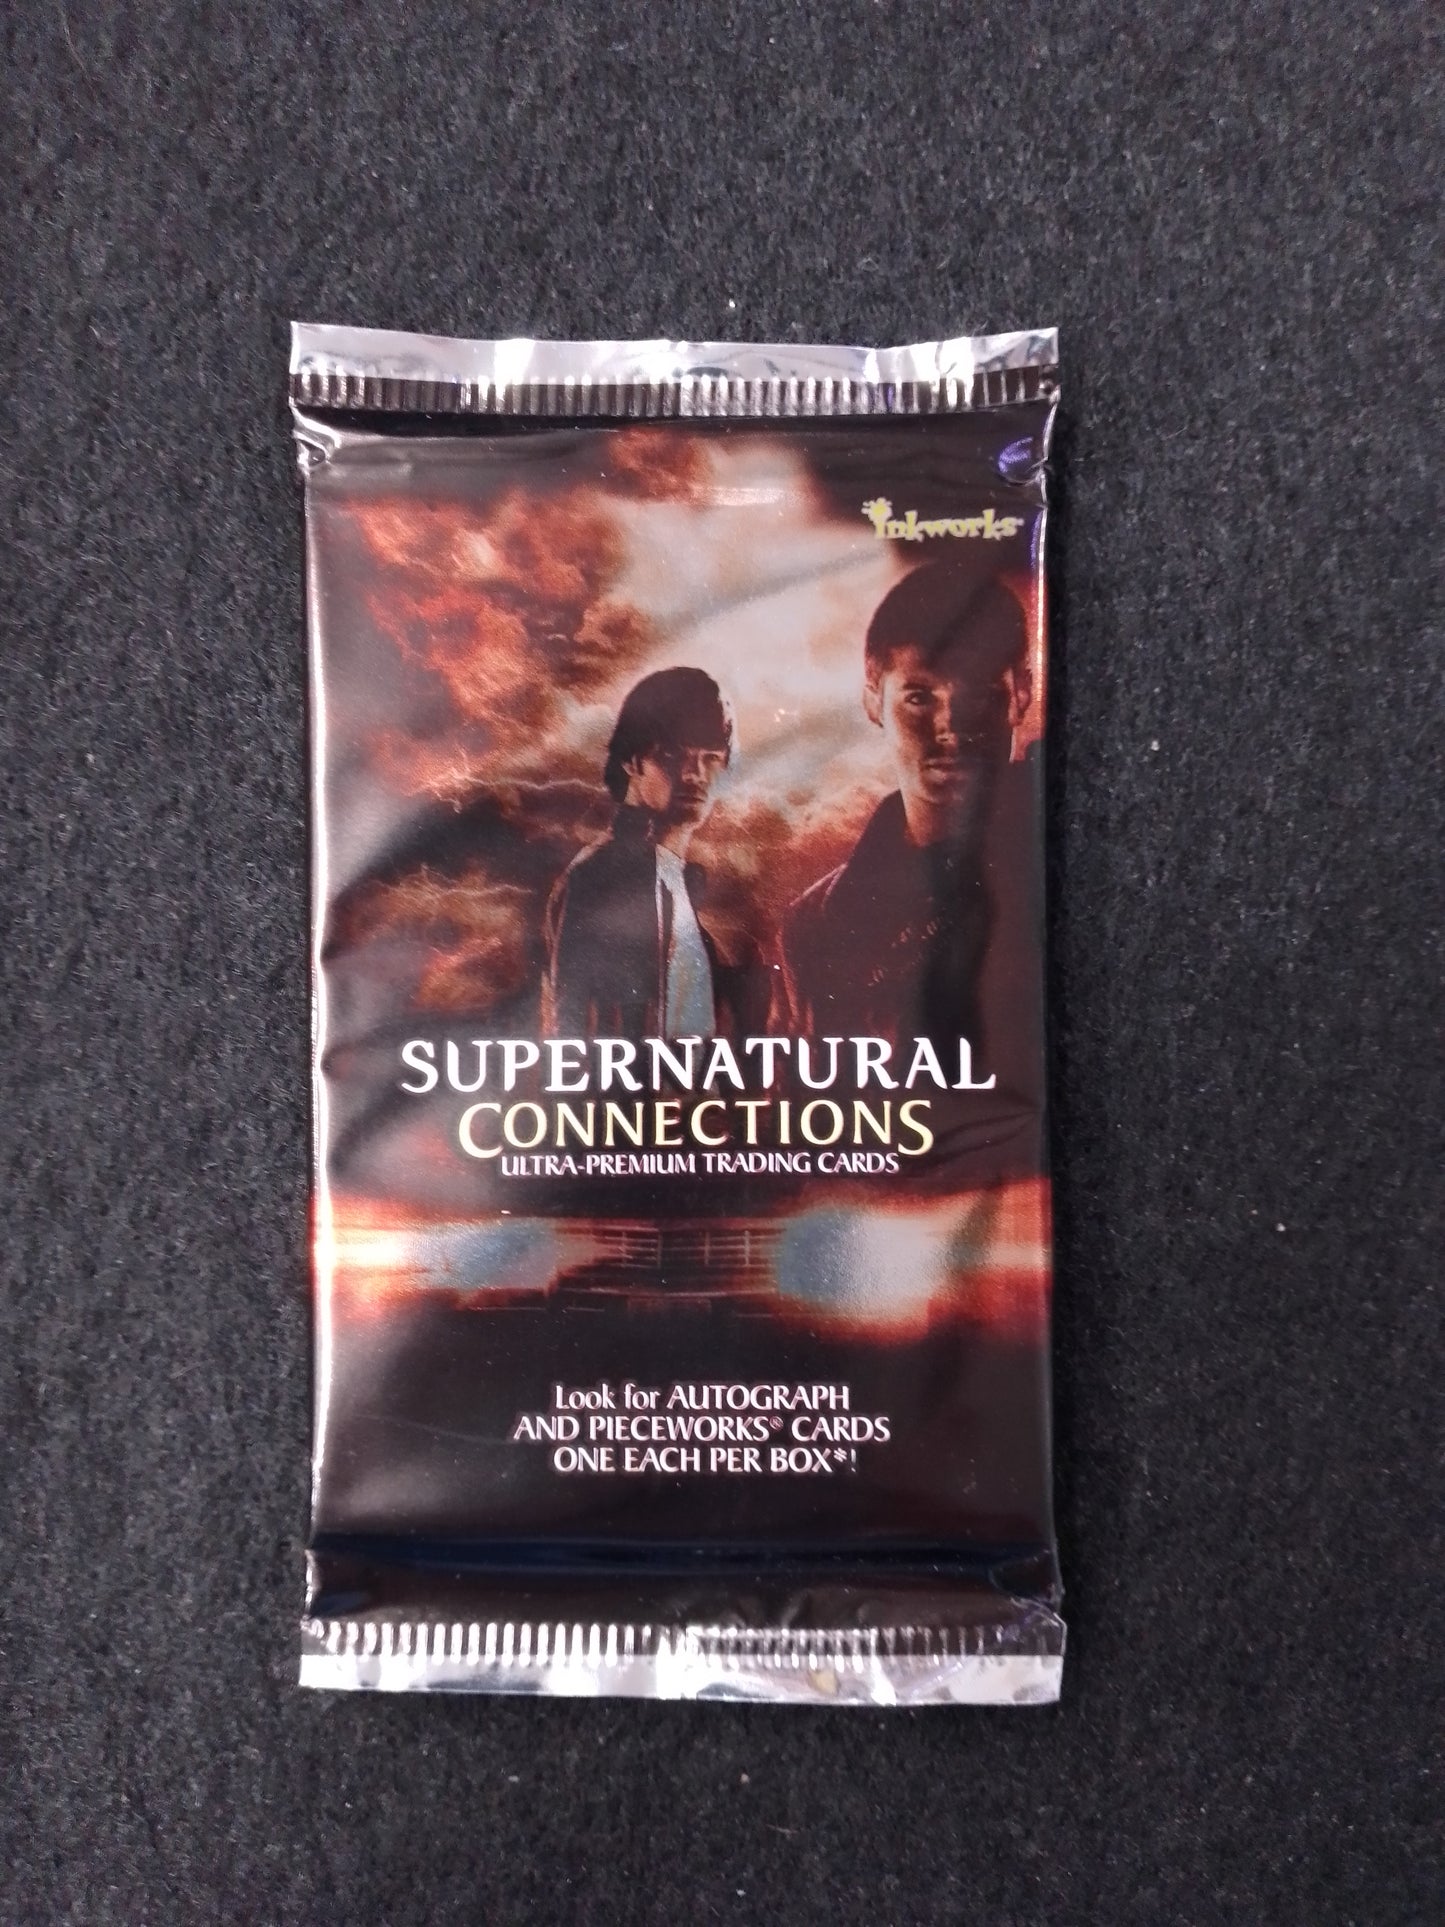 inkworks
SUPERNATURAL
CONNECTIONS
ULTRA-PREMIUM TRADING CARDS
Look for AUTOGRAPH
AND PIECEWORKS® CARDS
ONE EACH PER BOX*!